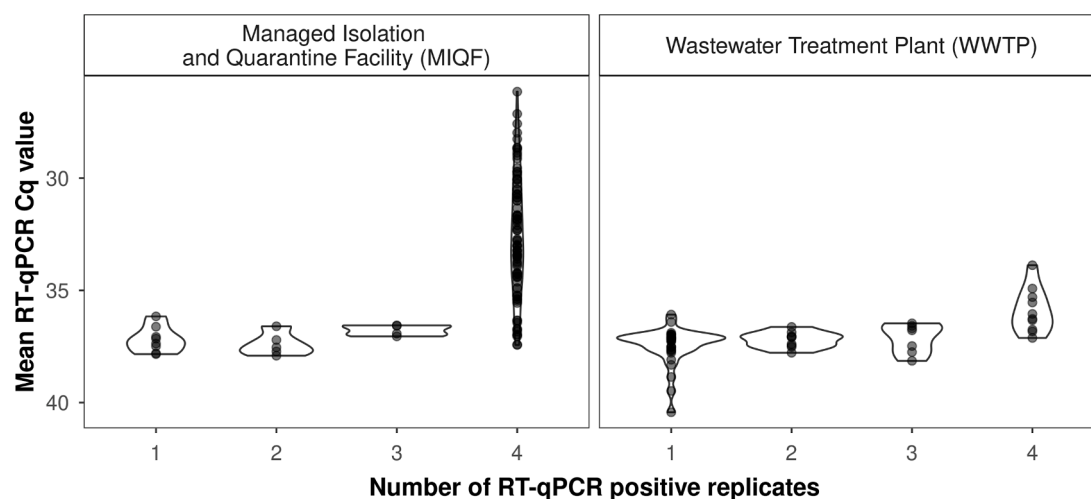 Managed Isolation
and Quarantine Facility (MIQF)
Wastewater Treatment Plant (WWTP)
Mean RT-qPCR Cq value
30
35
40
1 2 3 4
1 2 3 4
Number of RT-qPCR positive replicates